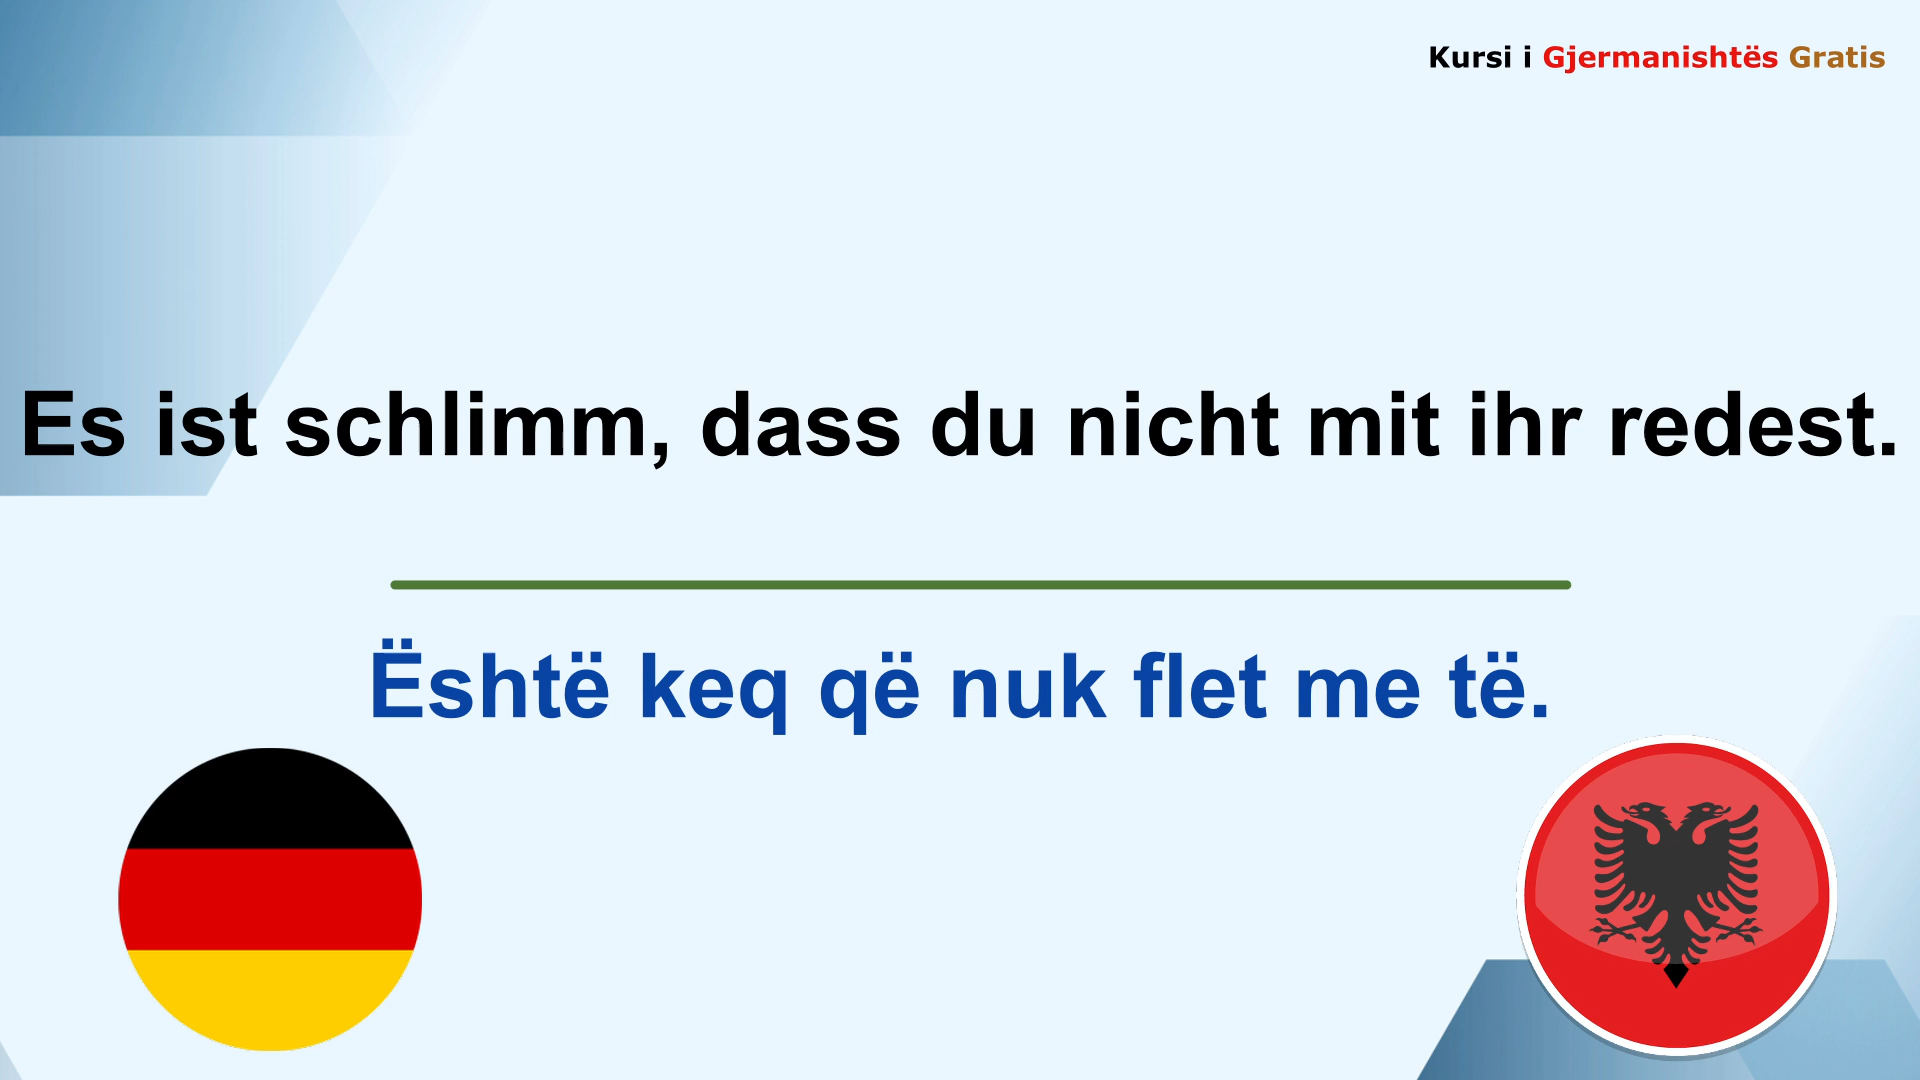 Kursi i Gjermanishtës Gratis
Es ist schlimm, dass du nicht mit ihr redest.
Është keq që nuk flet me të.